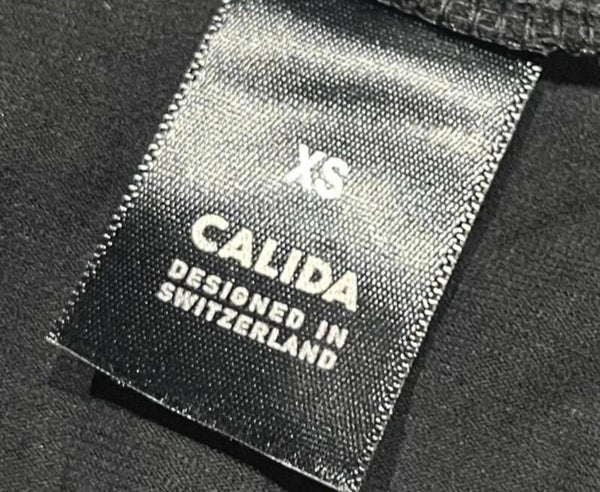 XS
CALIDA
DESIGNED IN
SWITZERLAND